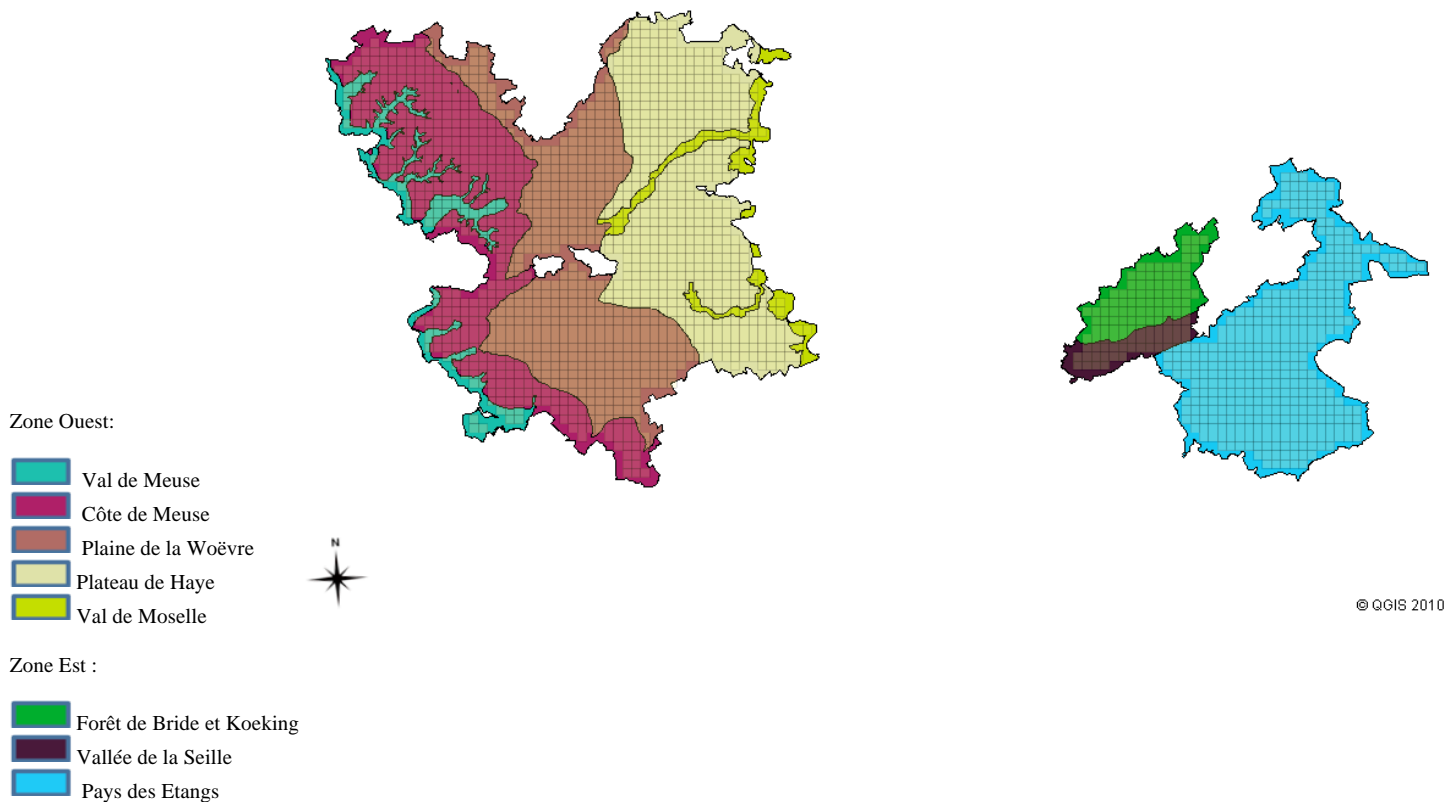 Zone Ouest:
Val de Meuse
Côte de Meuse
Plaine de la Woëvre
Plateau de Haye
Val de Moselle
N
© QGIS 2010
Zone Est :
Forêt de Bride et Koeking
Vallée de la Seille
Pays des Etangs